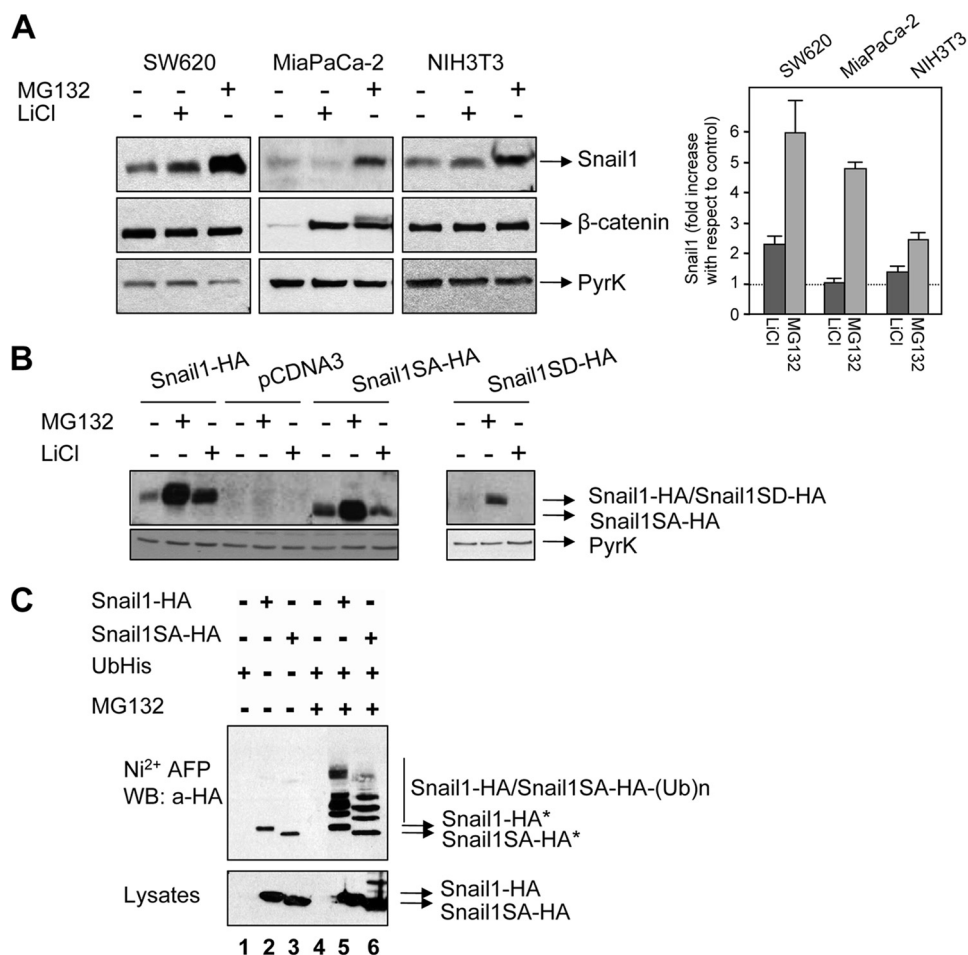 A
SW620 MiaPaCa-2 NIH3T3
MG132 - - + - - + - - +
LiCl - + - - + - - + -
Snail1
β-catenin
PyrK
SW620 MiaPaCa-2 NIH3T3
Snail1 (fold increase
with respect to control)
6
5
4
3
2
1
0
LiCl MG132 LiCl MG132 LiCl MG132
B
Snail1-HA pCDNA3 Snail1SA-HA Snail1SD-HA
MG132 - + - - + - - + - - + -
LiCl - - + - - + - - + - - +
Snail1-HA/Snail1SD-HA
Snail1SA-HA
PyrK
C
Snail1-HA - + - - + -
Snail1SA-HA - - + - - +
UbHis + - - + + +
MG132 - - - + + +
Ni2+ AFP
WB: a-HA
Snail1-HA/Snail1SA-HA-(Ub)n
Snail1-HA*
Snail1SA-HA*
Lysates
Snail1-HA
Snail1SA-HA
1 2 3 4 5 6